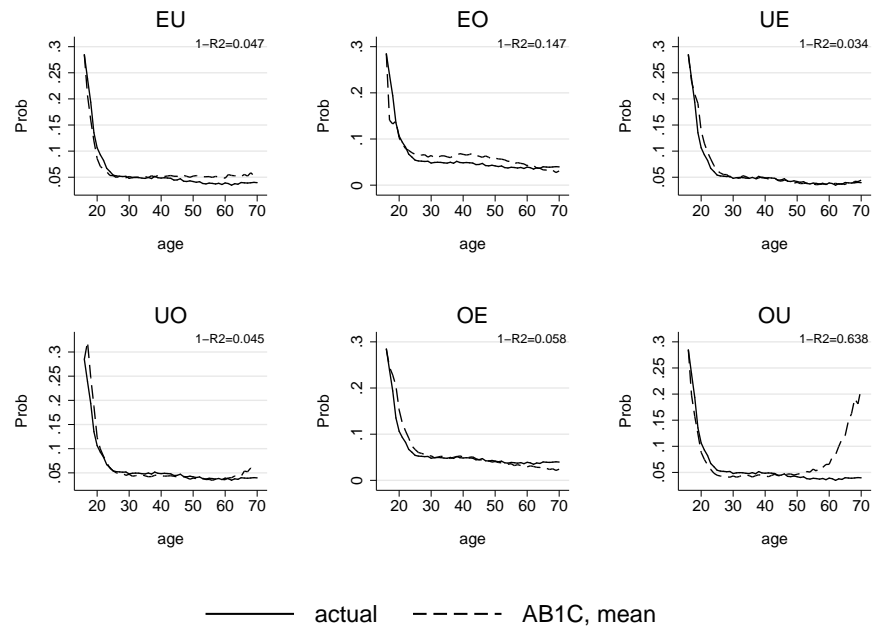 EU
1−R2=0.047
Prob
.05 .1 .15 .2 .25 .3
20 30 40 50 60 70
age
EO
1−R2=0.147
Prob
0 .1 .2 .3
20 30 40 50 60 70
age
UE
1−R2=0.034
Prob
.05 .1 .15 .2 .25 .3
20 30 40 50 60 70
age
UO
1−R2=0.045
Prob
.05 .1 .15 .2 .25 .3
20 30 40 50 60 70
age
OE
1−R2=0.058
Prob
0 .1 .2 .3
20 30 40 50 60 70
age
OU
1−R2=0.638
Prob
.05 .1 .15 .2 .25 .3
20 30 40 50 60 70
age
actual AB1C, mean